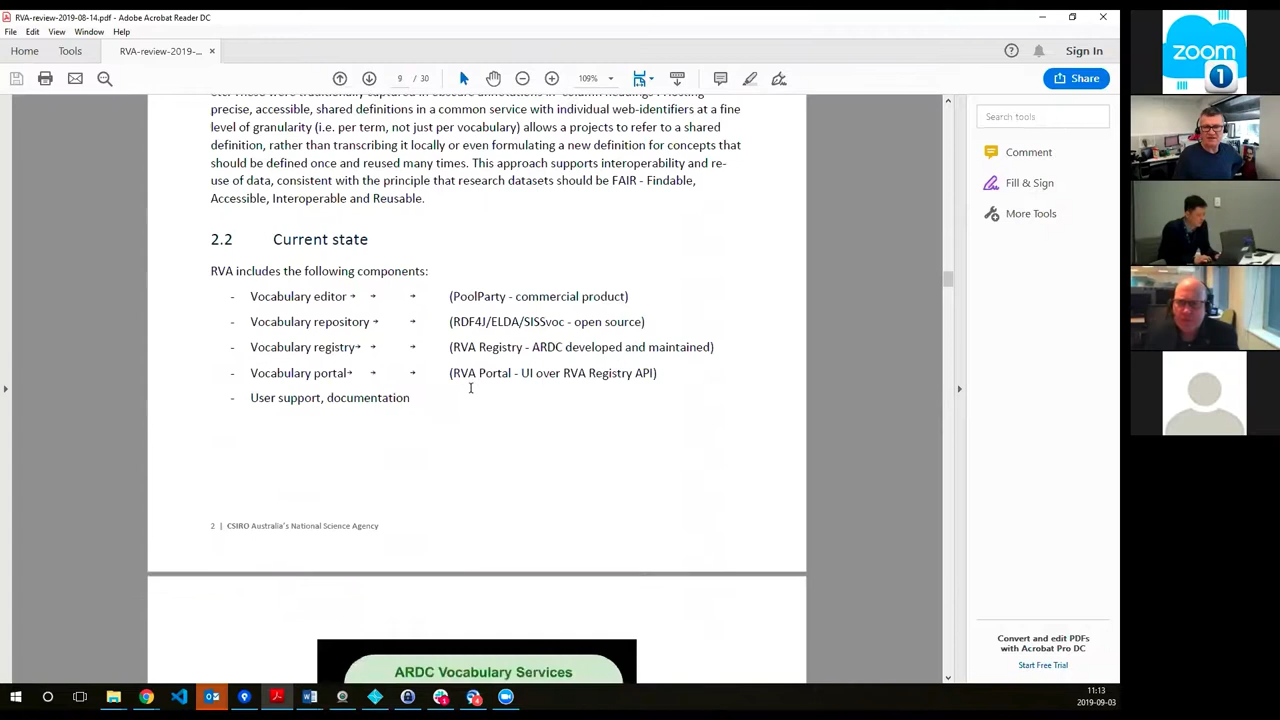 RVA-review-2019-08-14.pdf - Adobe Acrobat Reader DC
File Edit View Window Help
Home Tools RVA-review-2019-... × Sign In
9 / 30 109% Share
precise, accessible, shared definitions in a common service with individual web-identifiers at a fine
level of granularity (i.e. per term, not just per vocabulary) allows a projects to refer to a shared
definition, rather than transcribing it locally or even formulating a new definition for concepts that
should be defined once and reused many times. This approach supports interoperability and re-
use of data, consistent with the principle that research datasets should be FAIR - Findable,
Accessible, Interoperable and Reusable.
2.2 Current state
RVA includes the following components:
- Vocabulary editor → → → (PoolParty - commercial product)
- Vocabulary repository → → (RDF4J/ELDA/SISSvoc - open source)
- Vocabulary registry → → → (RVA Registry - ARDC developed and maintained)
- Vocabulary portal → → → (RVA Portal - UI over RVA Registry API)
- User support, documentation
2 | CSIRO Australia's National Science Agency
ARDC Vocabulary Services
Search tools
Comment
Fill & Sign
More Tools
Convert and edit PDFs
with Acrobat Pro DC
Start Free Trial
zoom
1
11:13
2019-09-03